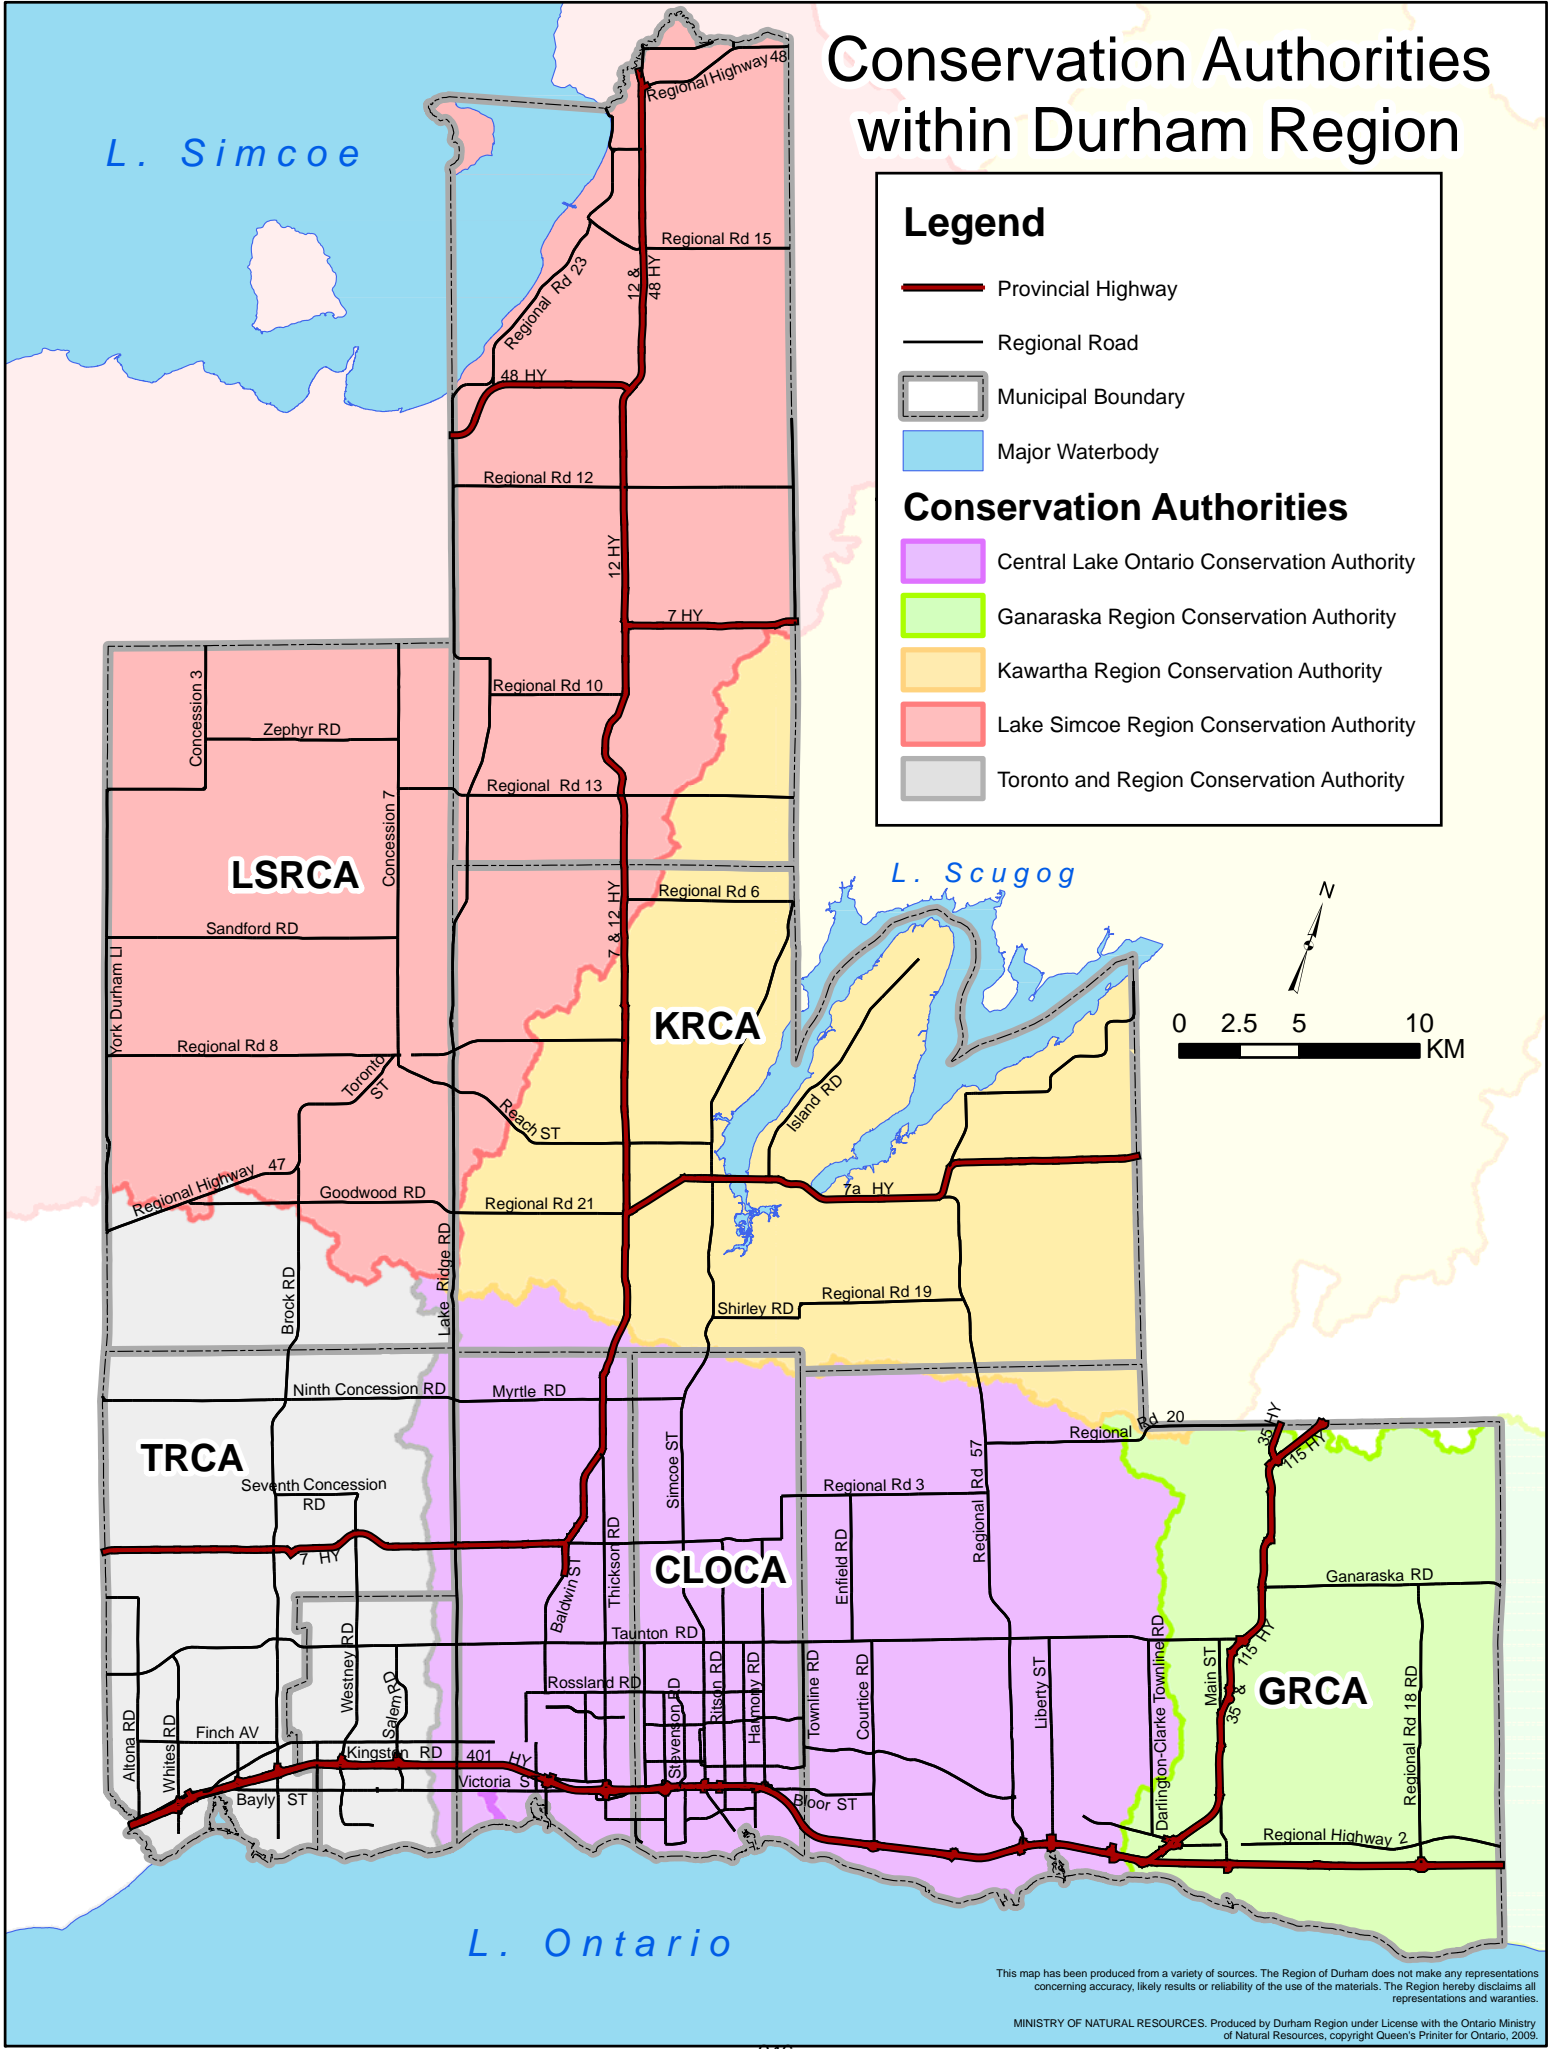 Conservation Authorities
within Durham Region
L. Simcoe
Legend
Provincial Highway
Regional Road
Municipal Boundary
Major Waterbody
Conservation Authorities
Central Lake Ontario Conservation Authority
Ganaraska Region Conservation Authority
Kawartha Region Conservation Authority
Lake Simcoe Region Conservation Authority
Toronto and Region Conservation Authority
Regional Highway 48
Regional Rd 15
12 &
48 HY
Regional Rd 23
48 HY
Regional Rd 12
12 HY
7 HY
Regional Rd 10
Concession 3
Zephyr RD
Regional Rd 13
Concession 7
LSRCA
L. Scugog
Regional Rd 6
7 & 12 HY
N
Sandford RD
York Durham LI
KRCA
0 2.5 5 10
KM
Regional Rd 8
Toronto
ST
Island RD
Reach ST
Regional Highway 47
Goodwood RD
Regional Rd 21
7a HY
Lake Ridge RD
Brock RD
Regional Rd 19
Shirley RD
Ninth Concession RD
Myrtle RD
Regional Rd 20
35 HY
115 HY
TRCA
Simcoe ST
Regional Rd 57
Seventh Concession
RD
Regional Rd 3
7 HY
Thickson RD
CLOCA
Enfield RD
Baldwin ST
Ganaraska RD
Taunton RD
Westney RD
Salem RD
Rossland RD
Stevenson RD
Ritson RD
Harmony RD
Townline RD
Courtice RD
Liberty ST
Darlington-Clarke Townline RD
Main ST
35 &
115 HY
GRCA
Regional Rd 18 RD
Altona RD
Whites RD
Finch AV
Kingston RD
401 HY
Victoria S
Bayly ST
Bloor ST
Regional Highway 2
L. Ontario
This map has been produced from a variety of sources. The Region of Durham does not make any representations
concerning accuracy, likely results or reliability of the use of the materials. The Region hereby disclaims all
representations and waranties.
MINISTRY OF NATURAL RESOURCES. Produced by Durham Region under License with the Ontario Ministry
of Natural Resources, copyright Queen's Priniter for Ontario, 2009.